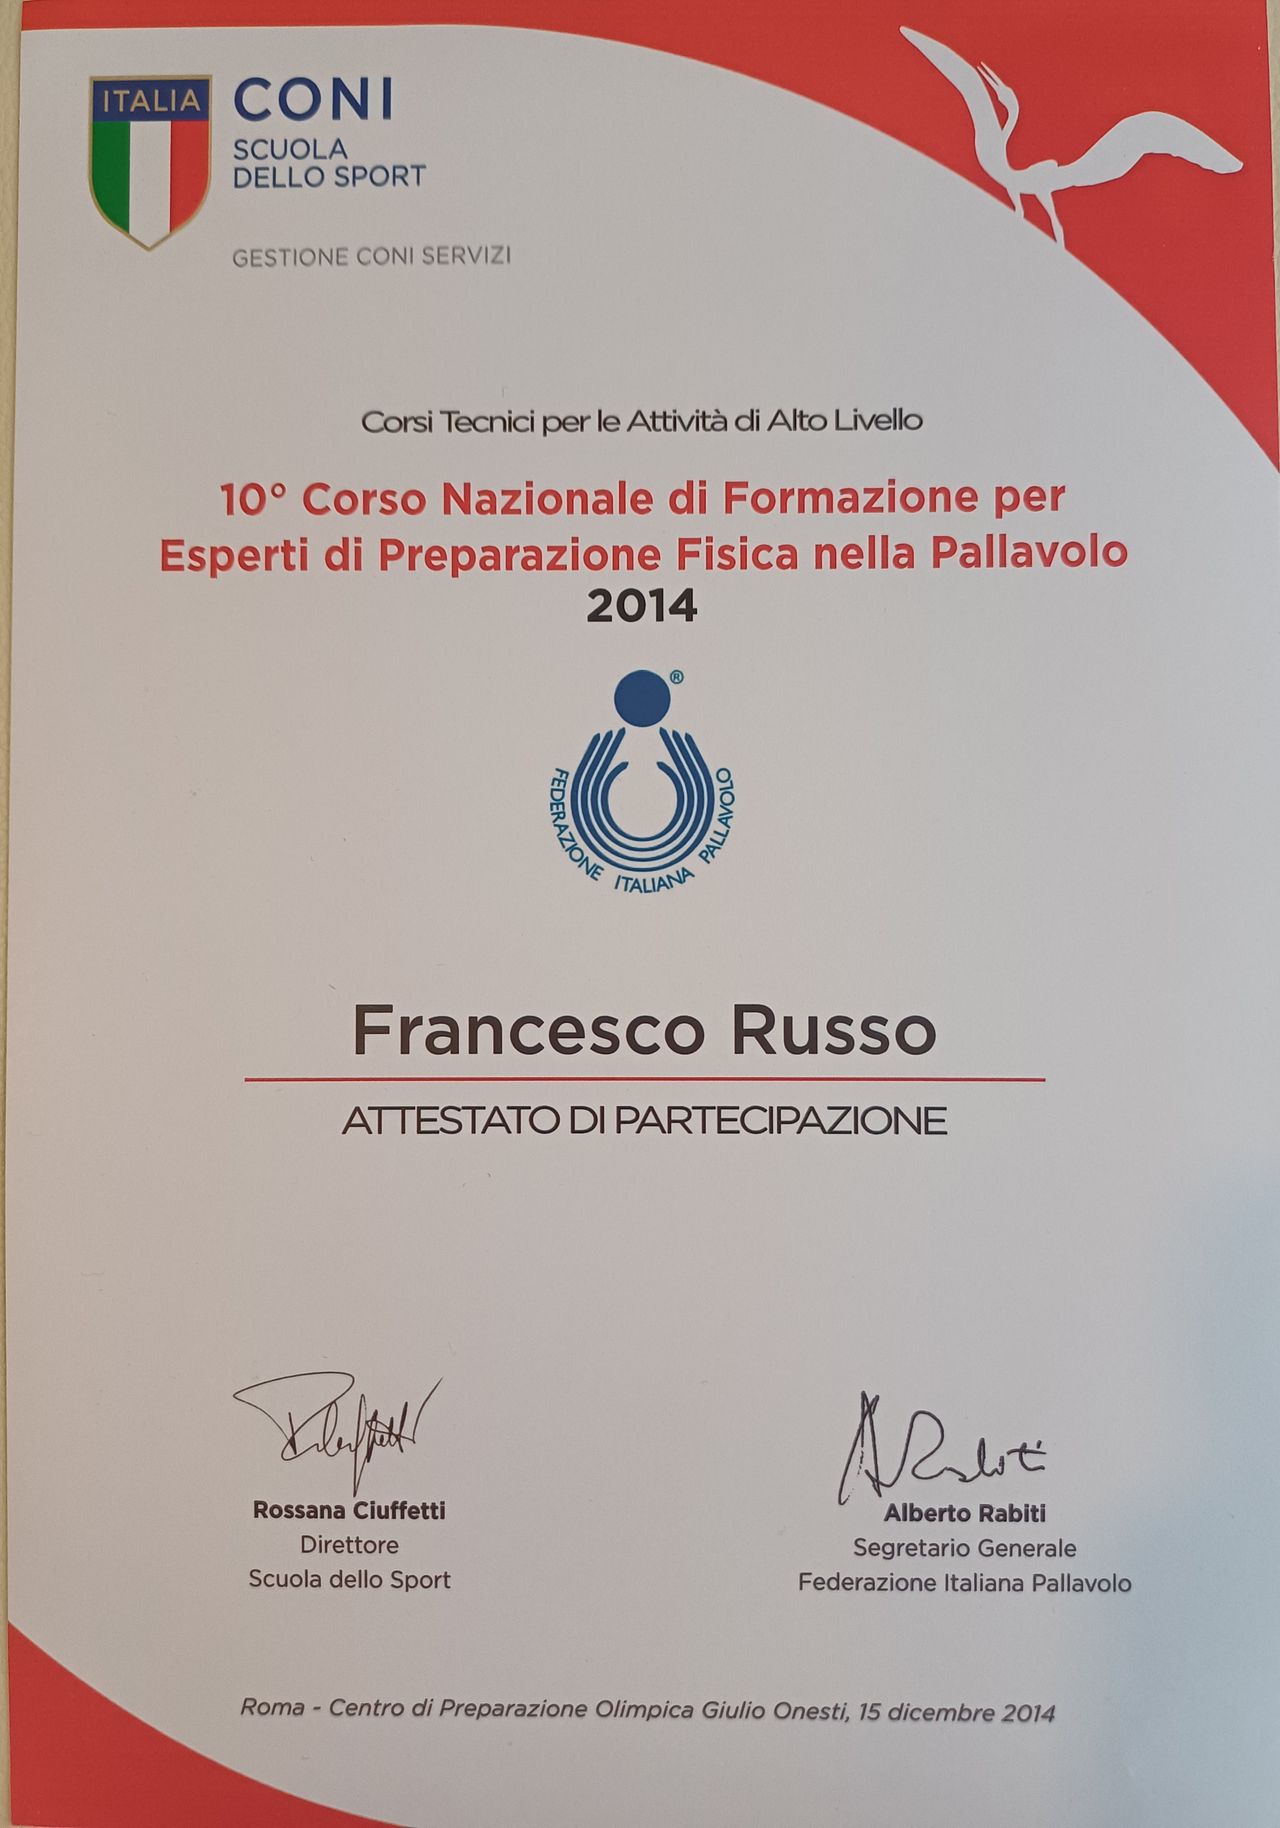 ITALIA
CONI
SCUOLA
DELLO SPORT
GESTIONE CONI SERVIZI
Corsi Tecnici per le Attività di Alto Livello
10° Corso Nazionale di Formazione per
Esperti di Preparazione Fisica nella Pallavolo
2014
®
FEDERAZIONE ITALIANA PALLAVOLO
Francesco Russo
ATTESTATO DI PARTECIPAZIONE
Rossana Ciuffetti
Direttore
Scuola dello Sport
A Rabiti
Alberto Rabiti
Segretario Generale
Federazione Italiana Pallavolo
Roma - Centro di Preparazione Olimpica Giulio Onesti, 15 dicembre 2014